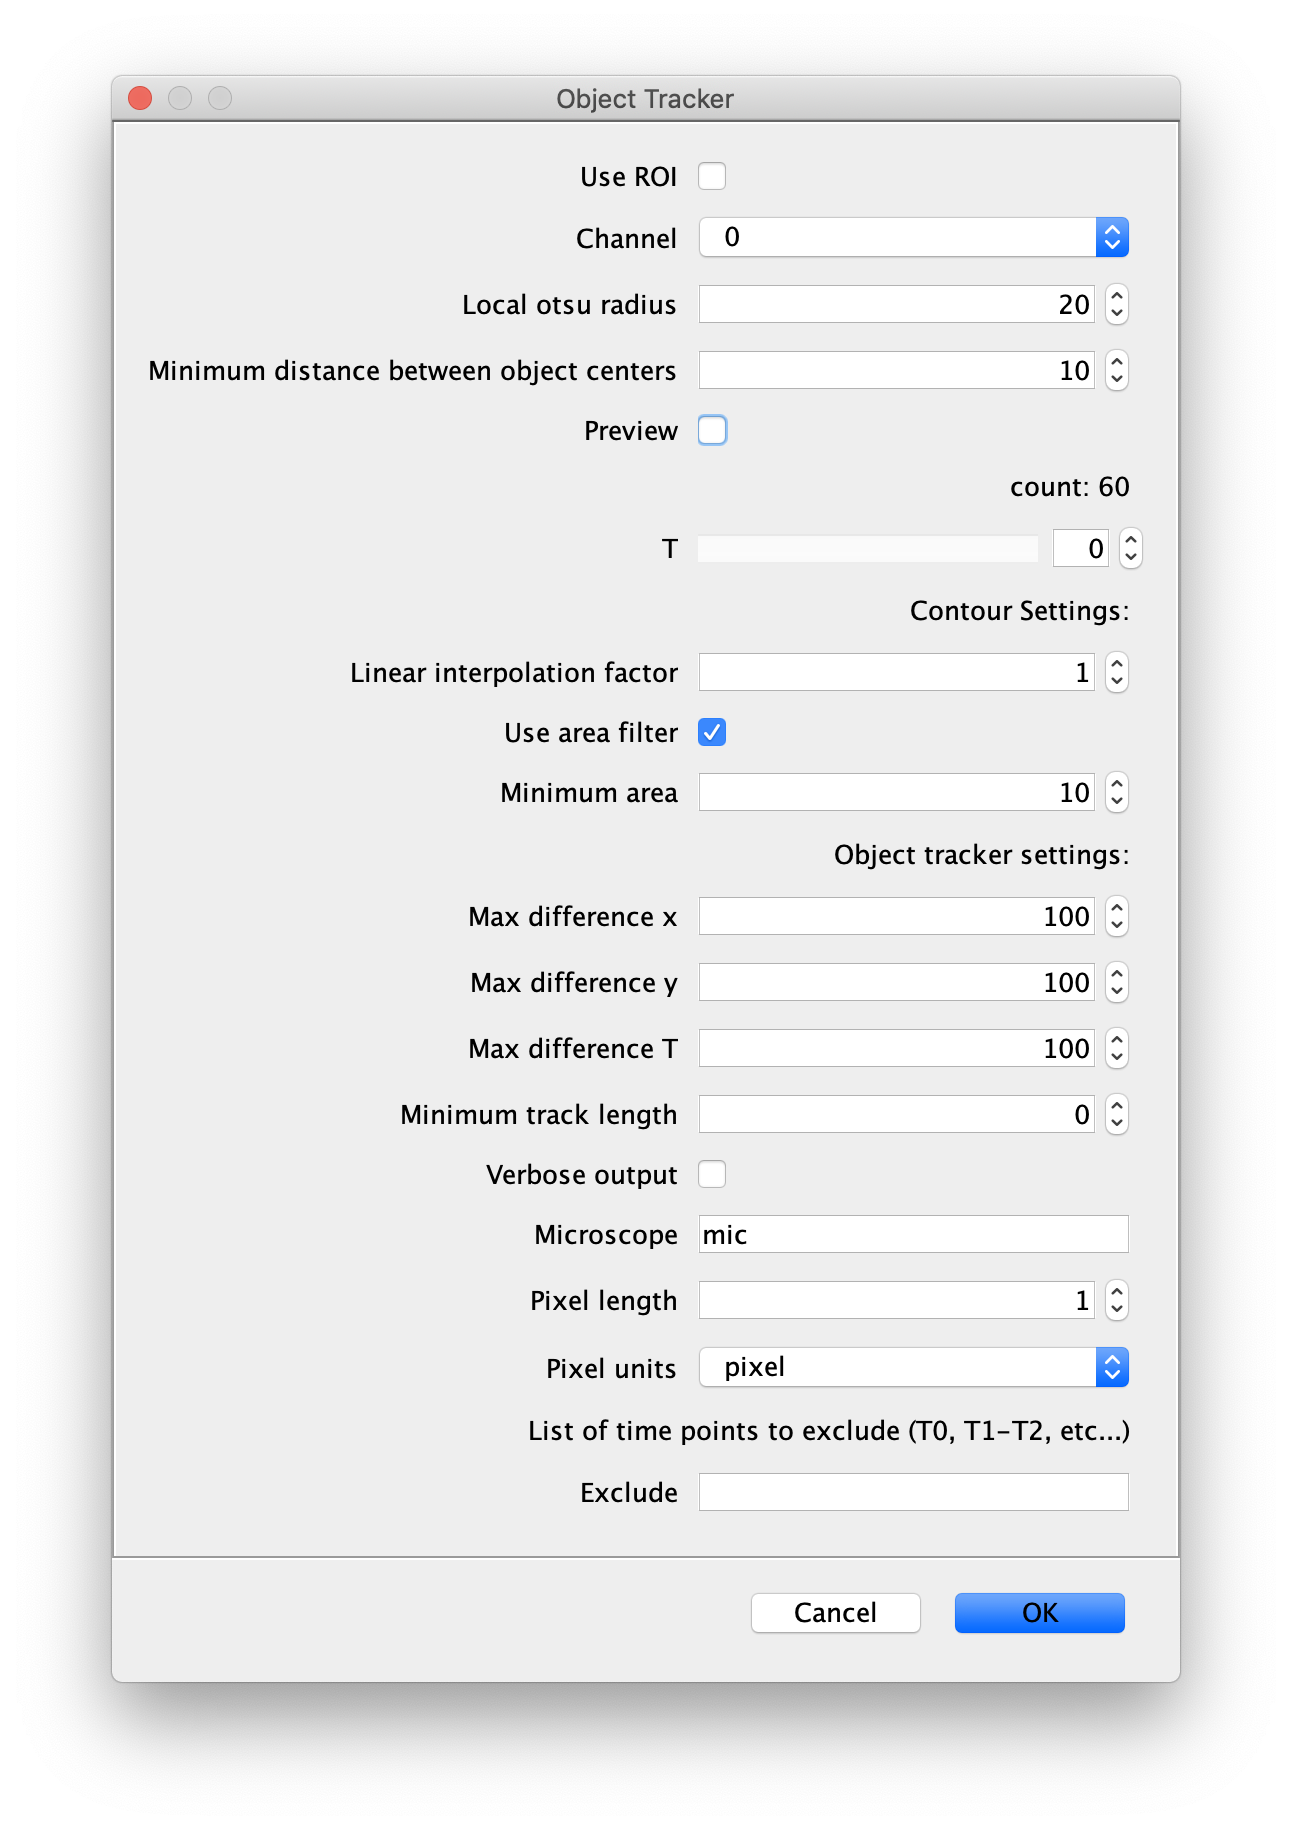 Object Tracker
Use ROI
Channel 0
Local otsu radius 20
Minimum distance between object centers 10
Preview
count: 60
T 0
Contour Settings:
Linear interpolation factor 1
Use area filter
Minimum area 10
Object tracker settings:
Max difference x 100
Max difference y 100
Max difference T 100
Minimum track length 0
Verbose output
Microscope mic
Pixel length 1
Pixel units pixel
List of time points to exclude (T0, T1-T2, etc...)
Exclude
Cancel OK